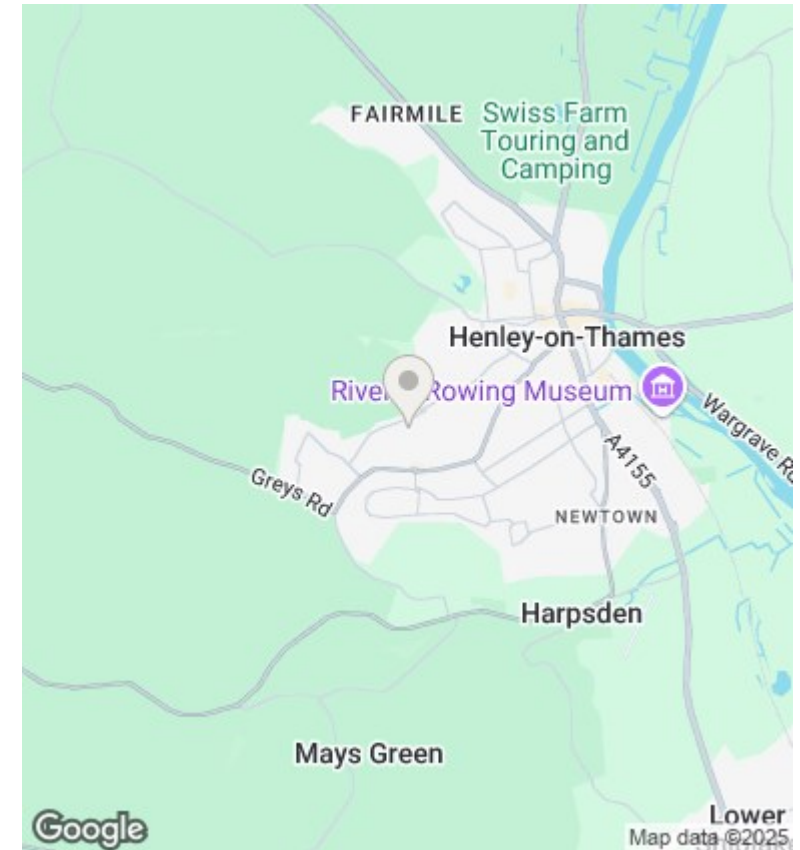 FAIRMILE
Swiss Farm
Touring and
Camping
Henley-on-Thames
River Rowing Museum
Wargrave Rd
A4155
Greys Rd
NEWTOWN
Harpsden
Mays Green
Lower
Google
Map data ©2025